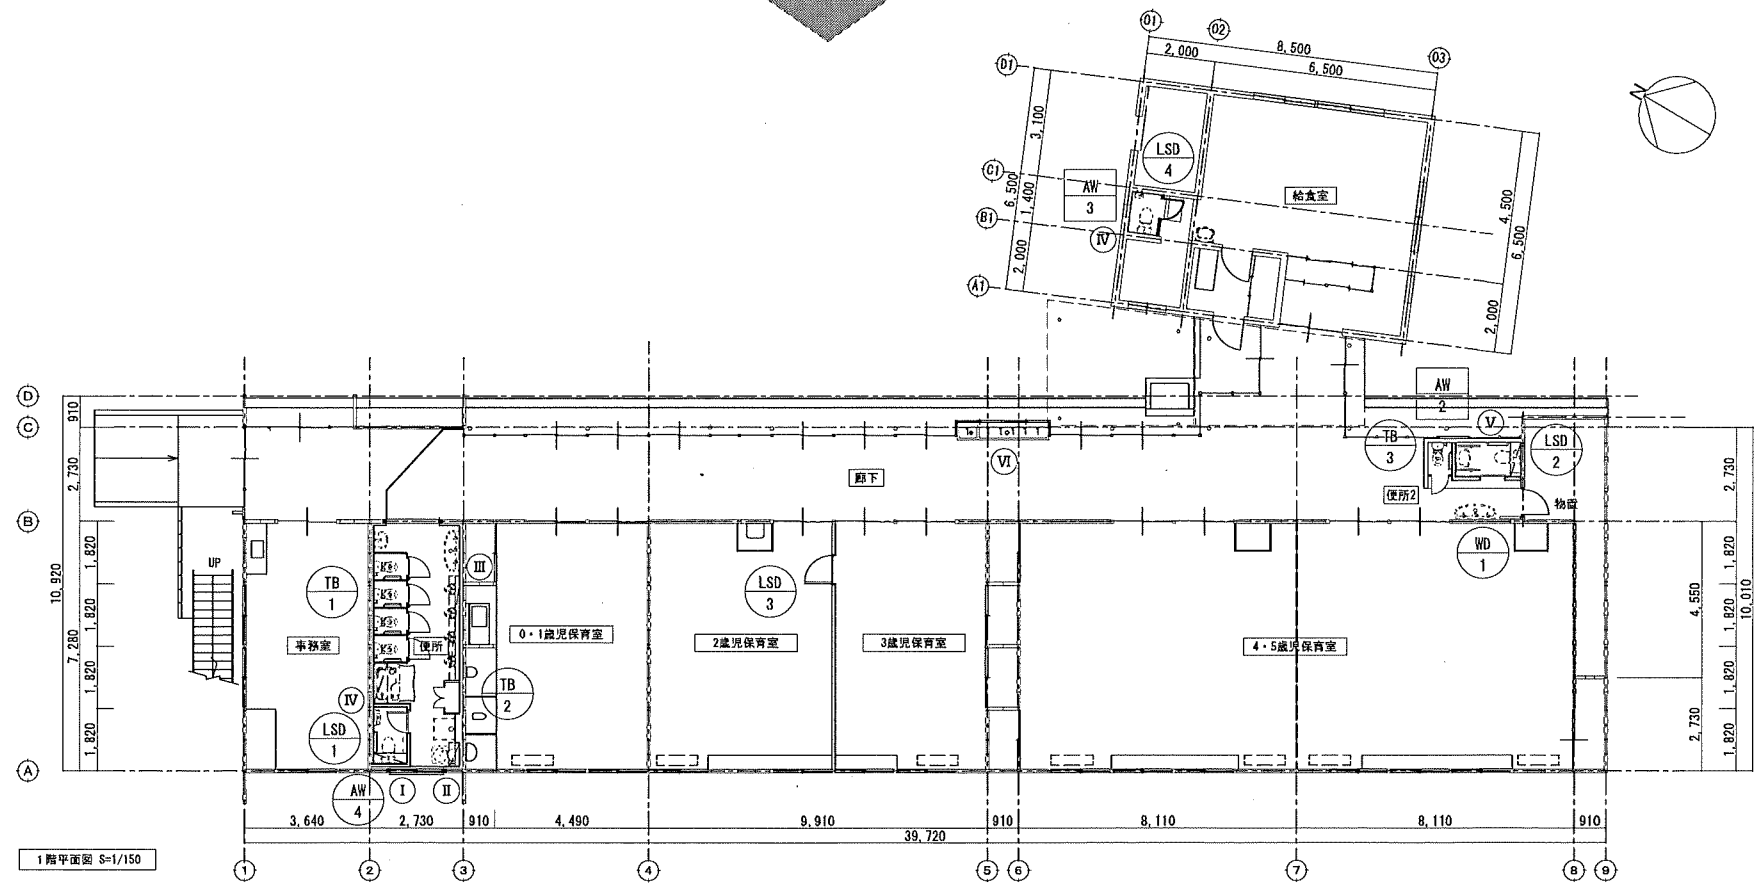 01
02
03
8,500
2,000
6,500
D1
C1
B1
A1
3,100
6,500
1,400
2,000
N
LSD
4
AW
3
給食室
Ⅳ
4,500
6,500
2,000
D
C
B
A
910
2,730
10,920
7,280
1,820
1,820
1,820
1,820
UP
AW
2
Ⅴ
TB
3
LSD
2
便所2
物置
廊下
Ⅵ
WD
1
TB
1
Ⅲ
LSD
3
事務室
便所
0・1歳児保育室
2歳児保育室
3歳児保育室
4・5歳児保育室
TB
2
Ⅳ
LSD
1
AW
4
Ⅰ
Ⅱ
2,730
4,550
10,010
2,730
1,820
1,820
1,820
1,820
3,640
2,730
910
4,490
9,910
910
8,110
8,110
910
39,720
1階平面図 S=1/150
1
2
3
4
5
6
7
8
9